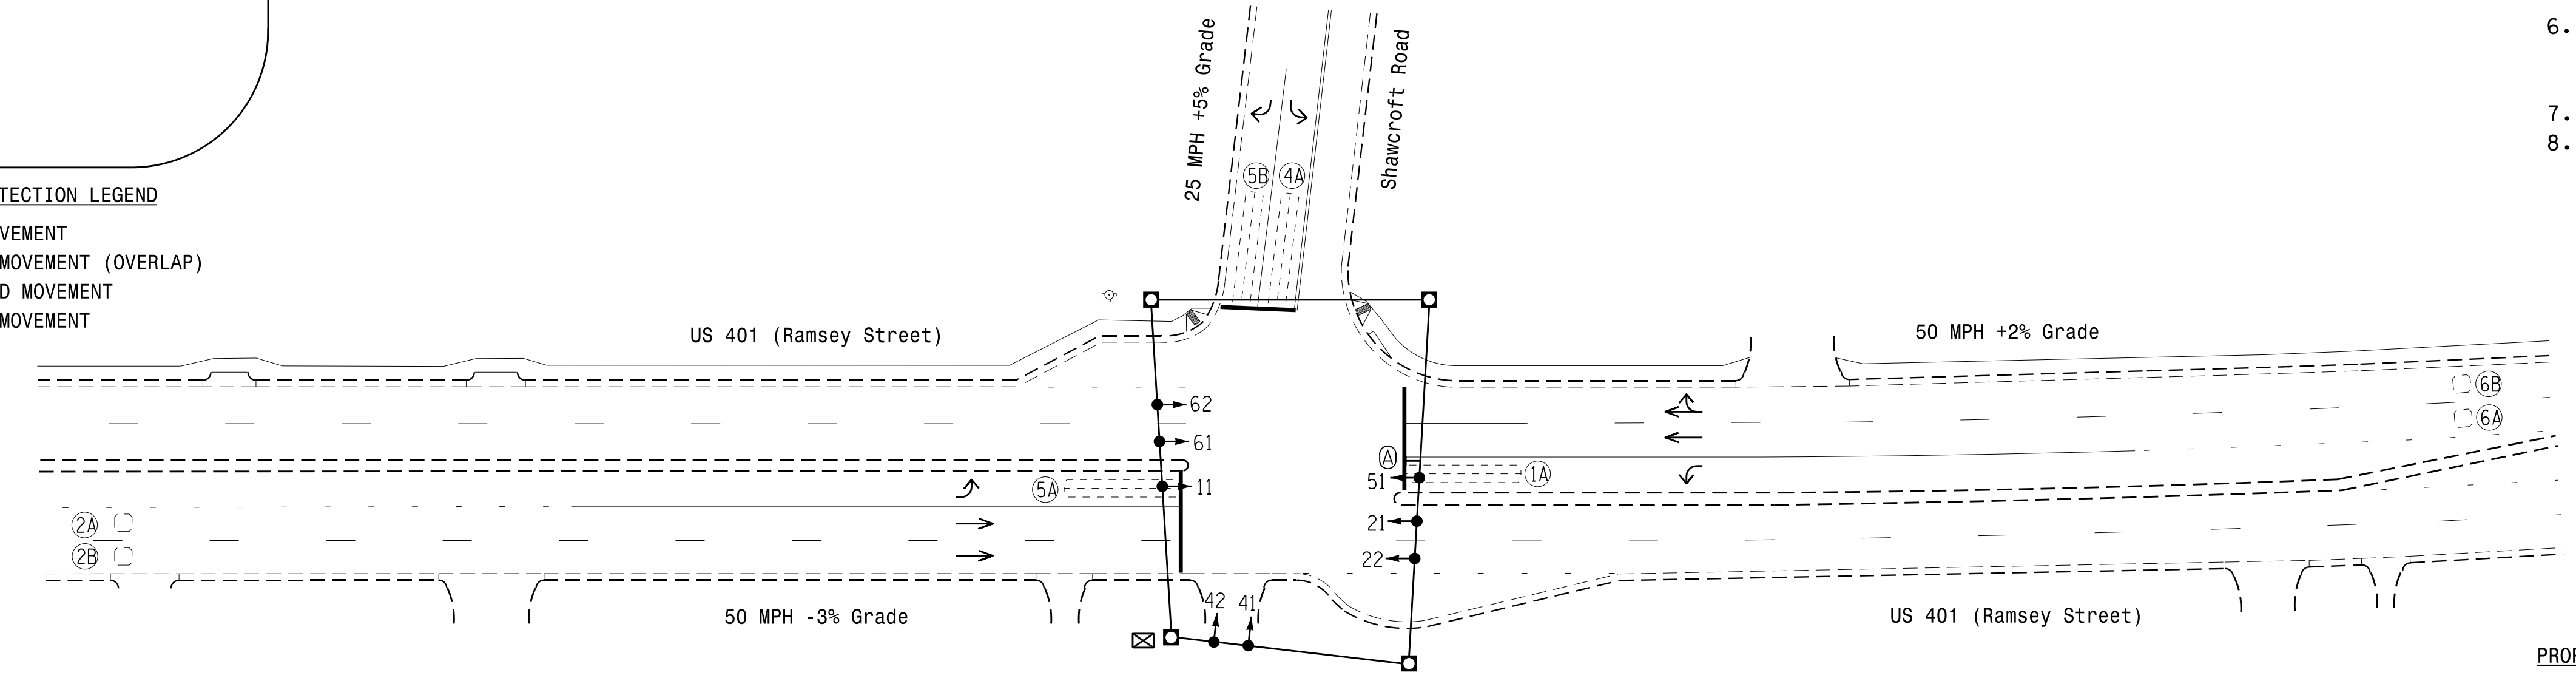 6.
7.
8.
TECTION LEGEND
VEMENT
MOVEMENT (OVERLAP)
D MOVEMENT
MOVEMENT
25 MPH +5% Grade
Shawcroft Road
5B
4A
US 401 (Ramsey Street)
50 MPH +2% Grade
6B
6A
62
61
11
5A
A
51
1A
21
22
2A
2B
42
41
50 MPH -3% Grade
US 401 (Ramsey Street)
PROP